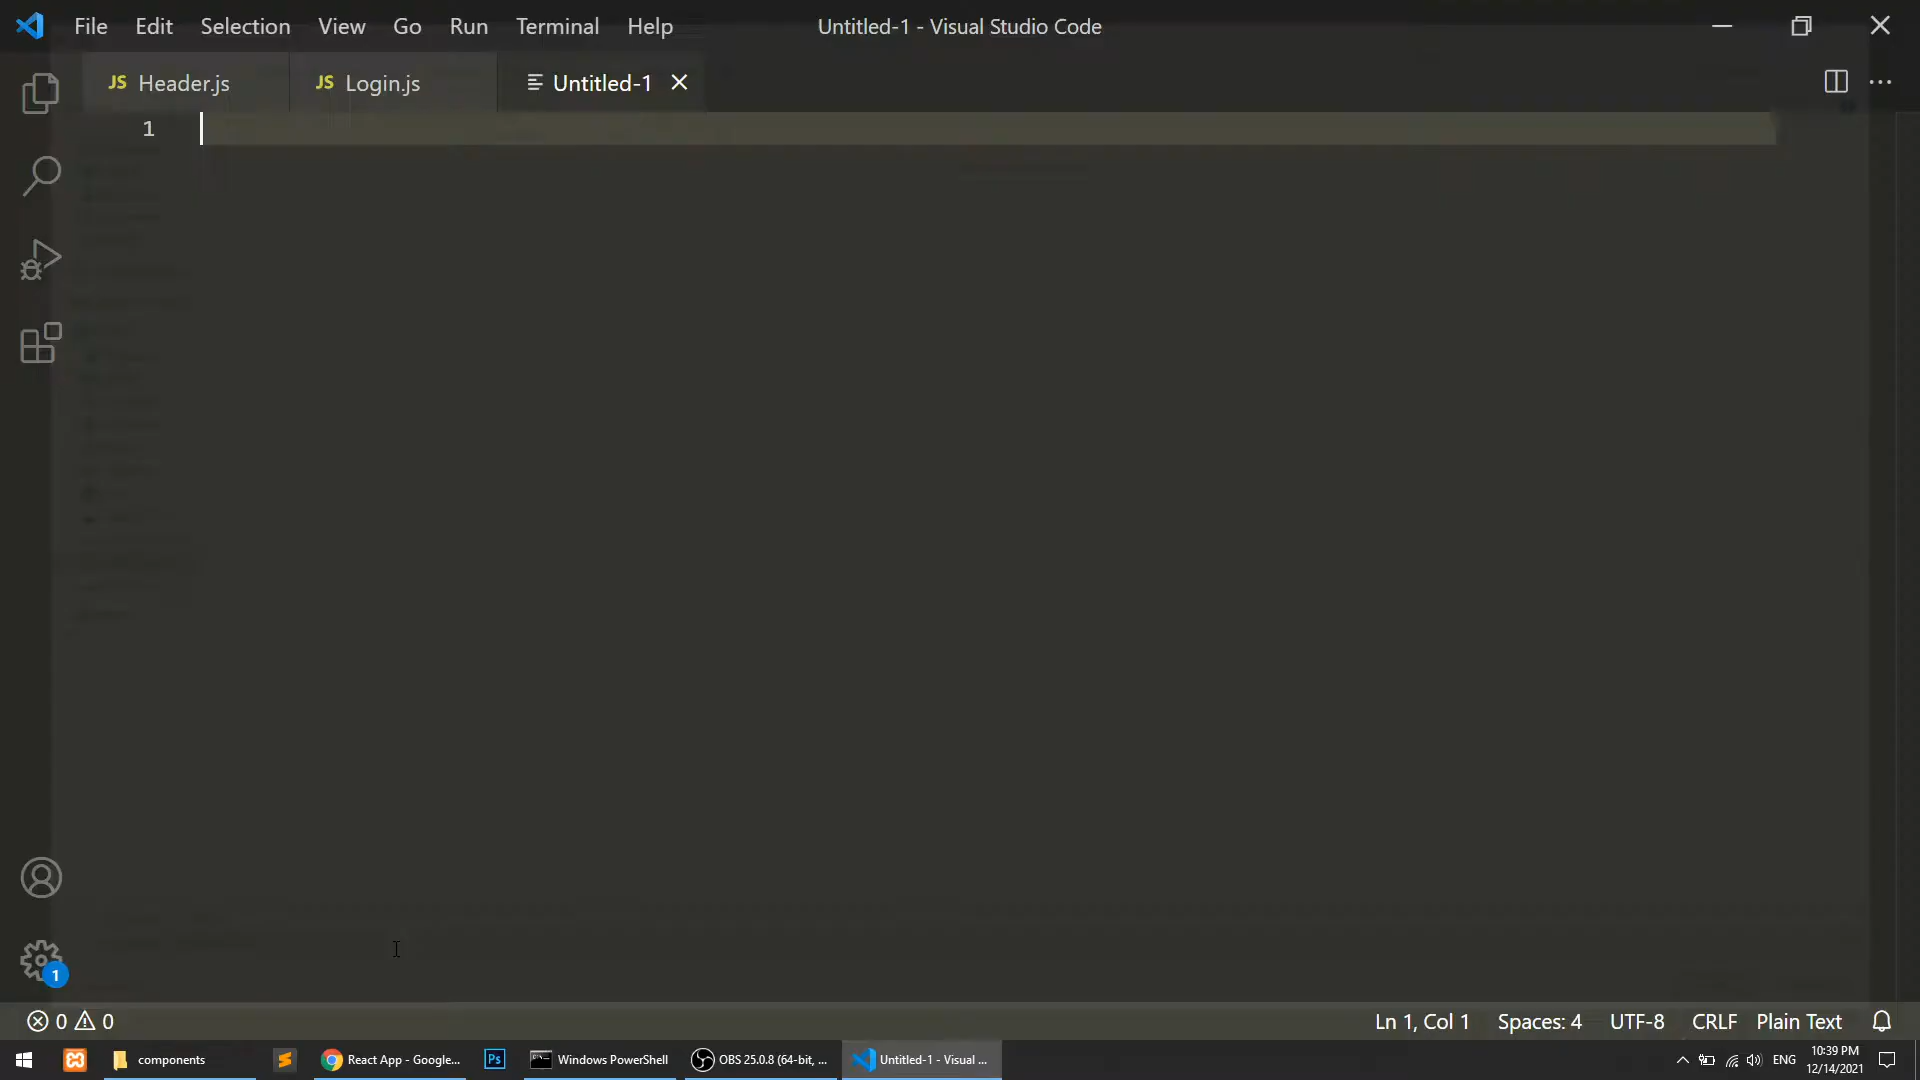 File Edit Selection View Go Run Terminal Help Untitled-1 - Visual Studio Code
JS Header.js JS Login.js Untitled-1
1
1
0 0 Ln 1, Col 1 Spaces: 4 UTF-8 CRLF Plain Text
components React App - Google... Ps Windows PowerShell OBS 25.0.8 (64-bit, ... Untitled-1 - Visual ... ENG 10:39 PM
12/14/2021